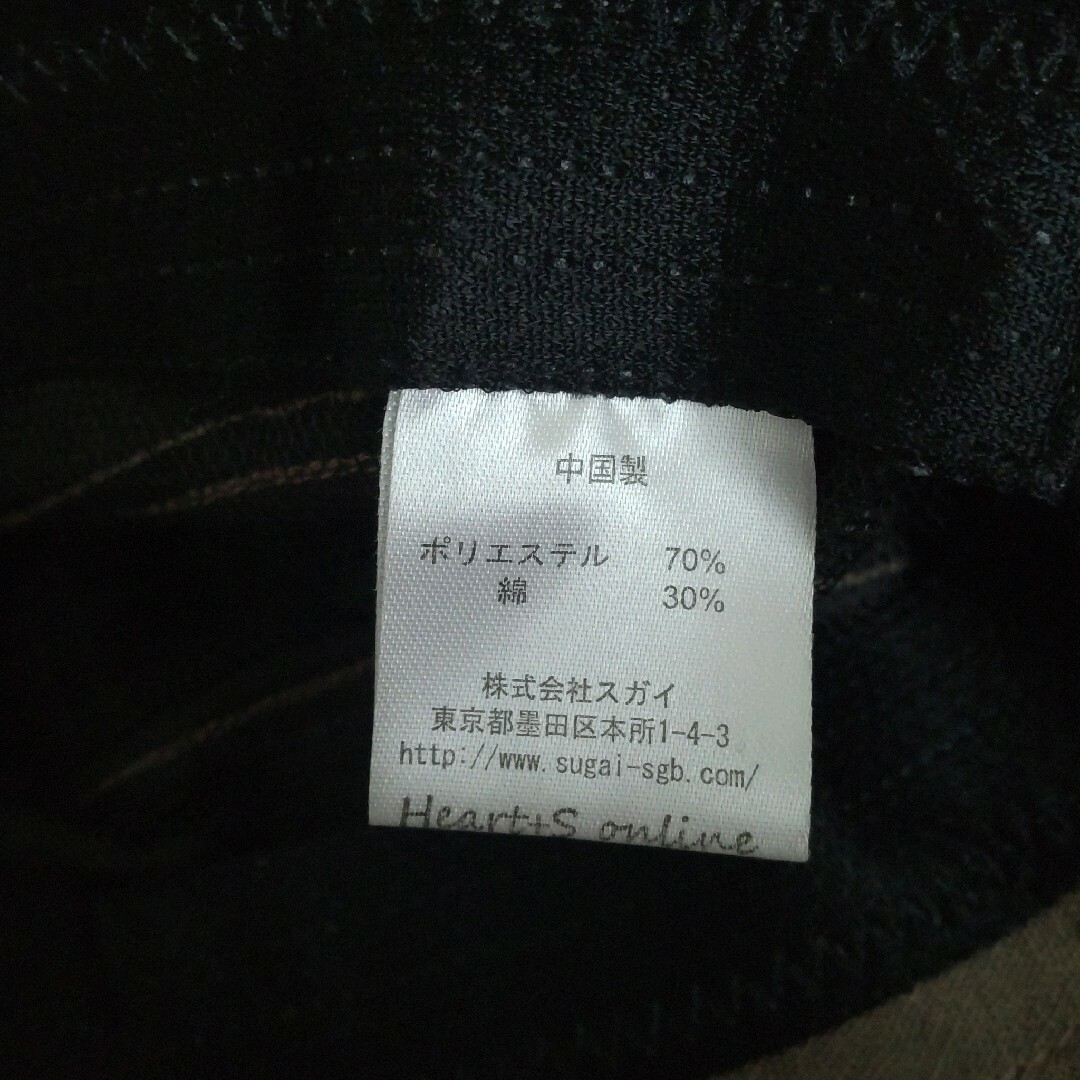 中国製
ポリエステル 70%
綿 30%
株式会社スガイ
東京都墨田区本所1-4-3
http://www.sugai-sgb.com/
Heart+S online